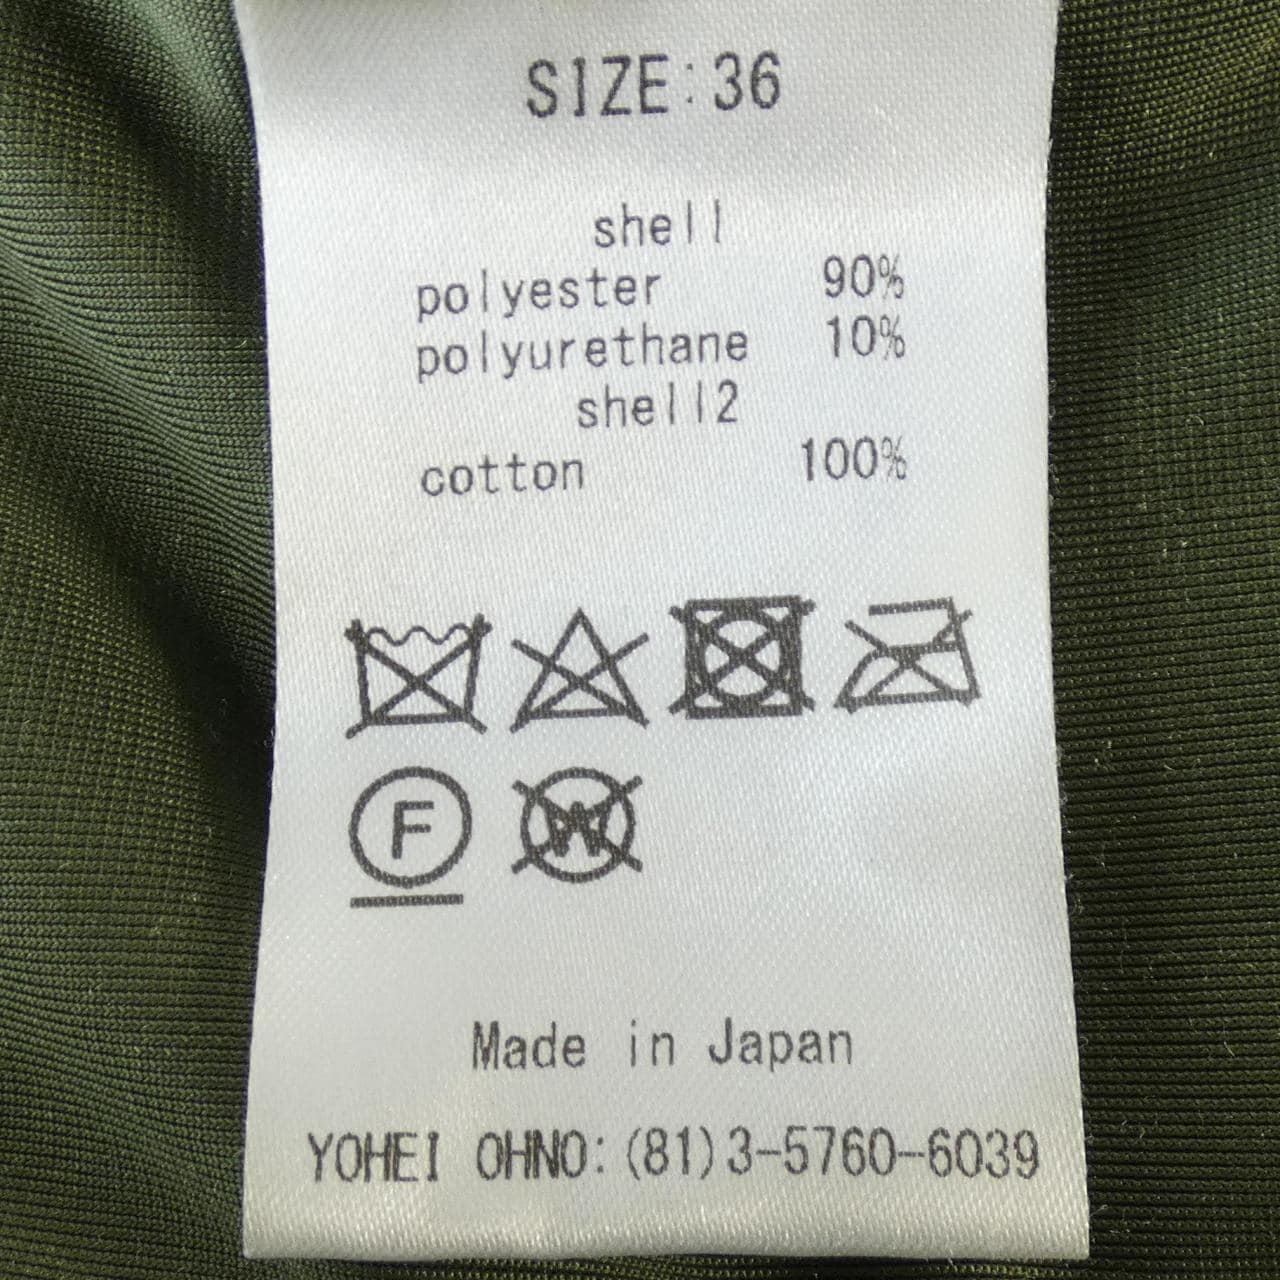 SIZE:36
shell
polyester 90%
polyurethane 10%
shell2
cotton 100%
F W
Made in Japan
YOHEI OHNO:(81)3-5760-6039